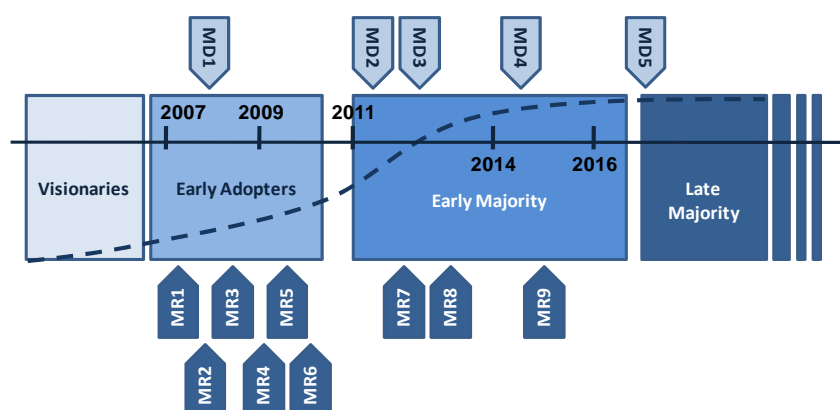 MD1
MD2
MD3
MD4
MD5
2007
2009
2011
2014
2016
Visionaries
Early Adopters
Early Majority
Late
Majority
MR1
MR3
MR5
MR7
MR8
MR9
MR2
MR4
MR6